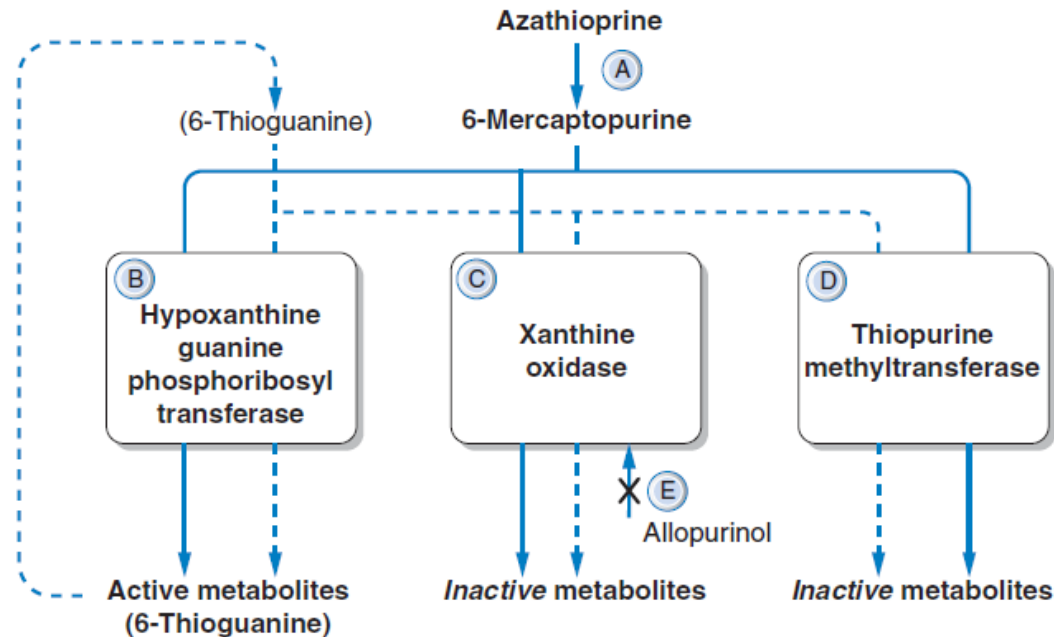 Azathioprine
A
(6-Thioguanine)
6-Mercaptopurine
B
Hypoxanthine
guanine
phosphoribosyl
transferase
C
Xanthine
oxidase
D
Thiopurine
methyltransferase
E
Allopurinol
Active metabolites
(6-Thioguanine)
Inactive metabolites
Inactive metabolites